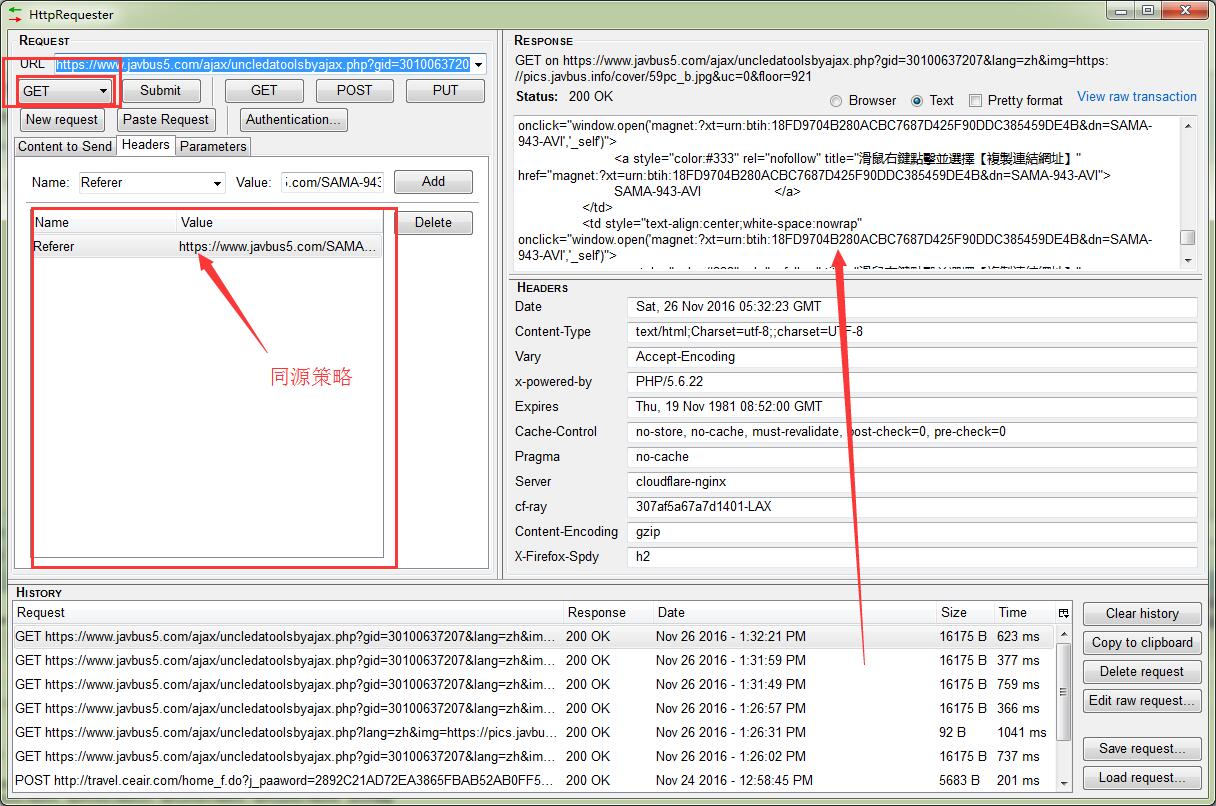 HttpRequester
REQUEST
URL https://www.javbus5.com/ajax/uncledatoolsbyajax.php?gid=3010063720
GET Submit GET POST PUT
New request Paste Request Authentication...
Content to Send Headers Parameters
Name: Referer Value: .com/SAMA-943 Add
Name Value Delete
Referer https://www.javbus5.com/SAMA...
同源策略
RESPONSE
GET on https://www.javbus5.com/ajax/uncledatoolsbyajax.php?gid=30100637207&lang=zh&img=https:
//pics.javbus.info/cover/59pc_b.jpg&uc=0&floor=921
Status: 200 OK Browser Text Pretty format View raw transaction
onclick="window.open('magnet:?xt=urn:btih:18FD9704B280ACBC7687D425F90DDC385459DE4B&dn=SAMA-
943-AVI','_self')">
<a style="color:#333" rel="nofollow" title="滑鼠右鍵點擊並選擇【複製連結網址】"
href="magnet:?xt=urn:btih:18FD9704B280ACBC7687D425F90DDC385459DE4B&dn=SAMA-943-AVI">
SAMA-943-AVI </a>
</td>
<td style="text-align:center;white-space:nowrap"
onclick="window.open('magnet:?xt=urn:btih:18FD9704B280ACBC7687D425F90DDC385459DE4B&dn=SAMA-
943-AVI','_self')">
HEADERS
Date Sat, 26 Nov 2016 05:32:23 GMT
Content-Type text/html;Charset=utf-8;;charset=UTF-8
Vary Accept-Encoding
x-powered-by PHP/5.6.22
Expires Thu, 19 Nov 1981 08:52:00 GMT
Cache-Control no-store, no-cache, must-revalidate, post-check=0, pre-check=0
Pragma no-cache
Server cloudflare-nginx
cf-ray 307af5a67a7d1401-LAX
Content-Encoding gzip
X-Firefox-Spdy h2
HISTORY
Request Response Date Size Time
GET https://www.javbus5.com/ajax/uncledatoolsbyajax.php?gid=30100637207&lang=zh&im... 200 OK Nov 26 2016 - 1:32:21 PM 16175 B 623 ms
GET https://www.javbus5.com/ajax/uncledatoolsbyajax.php?gid=30100637207&lang=zh&im... 200 OK Nov 26 2016 - 1:31:59 PM 16175 B 377 ms
GET https://www.javbus5.com/ajax/uncledatoolsbyajax.php?gid=30100637207&lang=zh&im... 200 OK Nov 26 2016 - 1:31:49 PM 16175 B 759 ms
GET https://www.javbus5.com/ajax/uncledatoolsbyajax.php?gid=30100637207&lang=zh&im... 200 OK Nov 26 2016 - 1:26:57 PM 16175 B 366 ms
GET https://www.javbus5.com/ajax/uncledatoolsbyajax.php?lang=zh&img=https://pics.javbu... 200 OK Nov 26 2016 - 1:26:31 PM 92 B 1041 ms
GET https://www.javbus5.com/ajax/uncledatoolsbyajax.php?gid=30100637207&lang=zh&im... 200 OK Nov 26 2016 - 1:26:02 PM 16175 B 737 ms
POST http://travel.ceair.com/home_f.do?j_paaword=2892C21AD72EA3865FBAB52AB0FF5... 200 OK Nov 24 2016 - 12:58:45 PM 5683 B 201 ms
Clear history
Copy to clipboard
Delete request
Edit raw request...
Save request...
Load request...